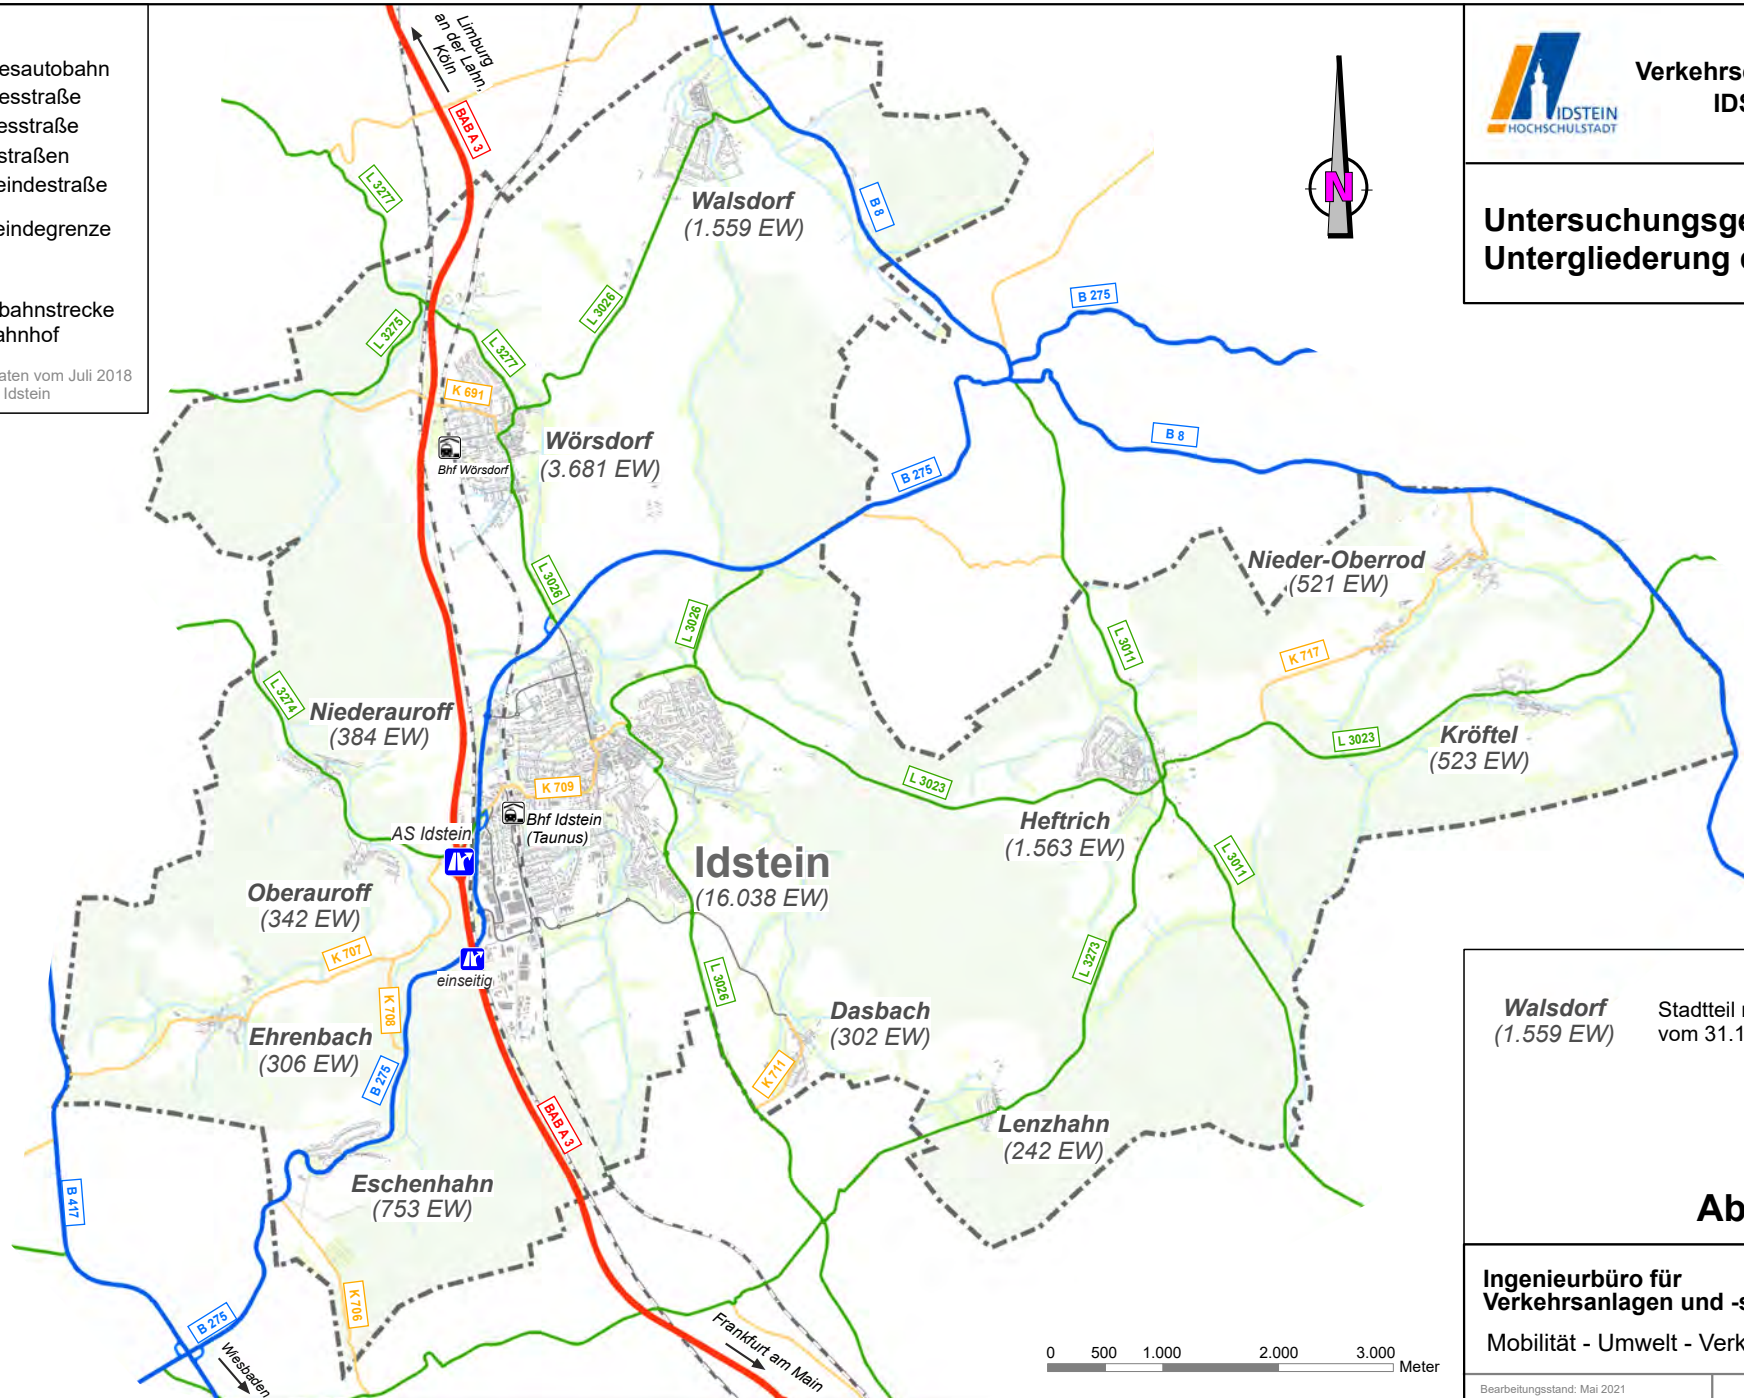 esautobahn
esstraße
esstraße
straßen
eindestraße
eindegrenze
bahnstrecke
ahnhof
aten vom Juli 2018
Idstein
Limburg
an der Lahn,
Köln
BAB A 3
L 3277
L 3275
L 3277
K 691
Bhf Wörsdorf
Wörsdorf
(3.681 EW)
Walsdorf
(1.559 EW)
L 3026
B 8
B 275
B 8
B 275
L 3026
L 3026
Nieder-Oberrod
(521 EW)
K 717
L 3011
L 3023
Kröftel
(523 EW)
L 3274
Niederauroff
(384 EW)
AS Idstein
K 709
Bhf Idstein
(Taunus)
Idstein
(16.038 EW)
L 3023
Heftrich
(1.563 EW)
L 3011
Oberauroff
(342 EW)
K 707
einseitig
K 708
Ehrenbach
(306 EW)
B 275
L 3026
Dasbach
(302 EW)
K 711
L 3273
Lenzhahn
(242 EW)
BAB A 3
Eschenhahn
(753 EW)
B 417
K 706
B 275
Wiesbaden
Frankfurt am Main
0 500 1.000 2.000 3.000
Meter
N
IDSTEIN
HOCHSCHULSTADT
Verkehrs
IDS
Untersuchungsge
Untergliederung
Walsdorf
(1.559 EW)
Stadtteil
vom 31.1
Ab
Ingenieurbüro für
Verkehrsanlagen und -s
Mobilität - Umwelt - Verk
Bearbeitungsstand: Mai 2021